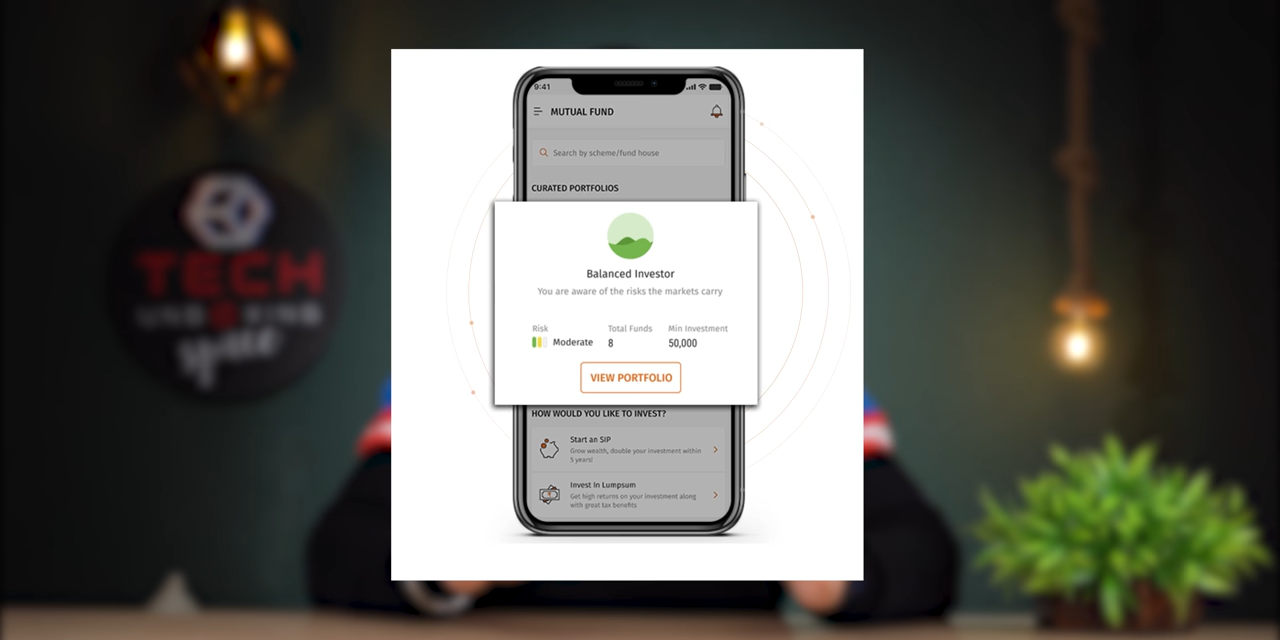 9:41
MUTUAL FUND
Search by scheme/fund house
CURATED PORTFOLIOS
Balanced Investor
You are aware of the risks the markets carry
Risk Total Funds Min Investment
Moderate 8 50,000
VIEW PORTFOLIO
HOW WOULD YOU LIKE TO INVEST?
Start an SIP
Grow wealth, double your investment within
5 years!
Invest In Lumpsum
Get high returns on your investment along
with great tax benefits
TECH
space